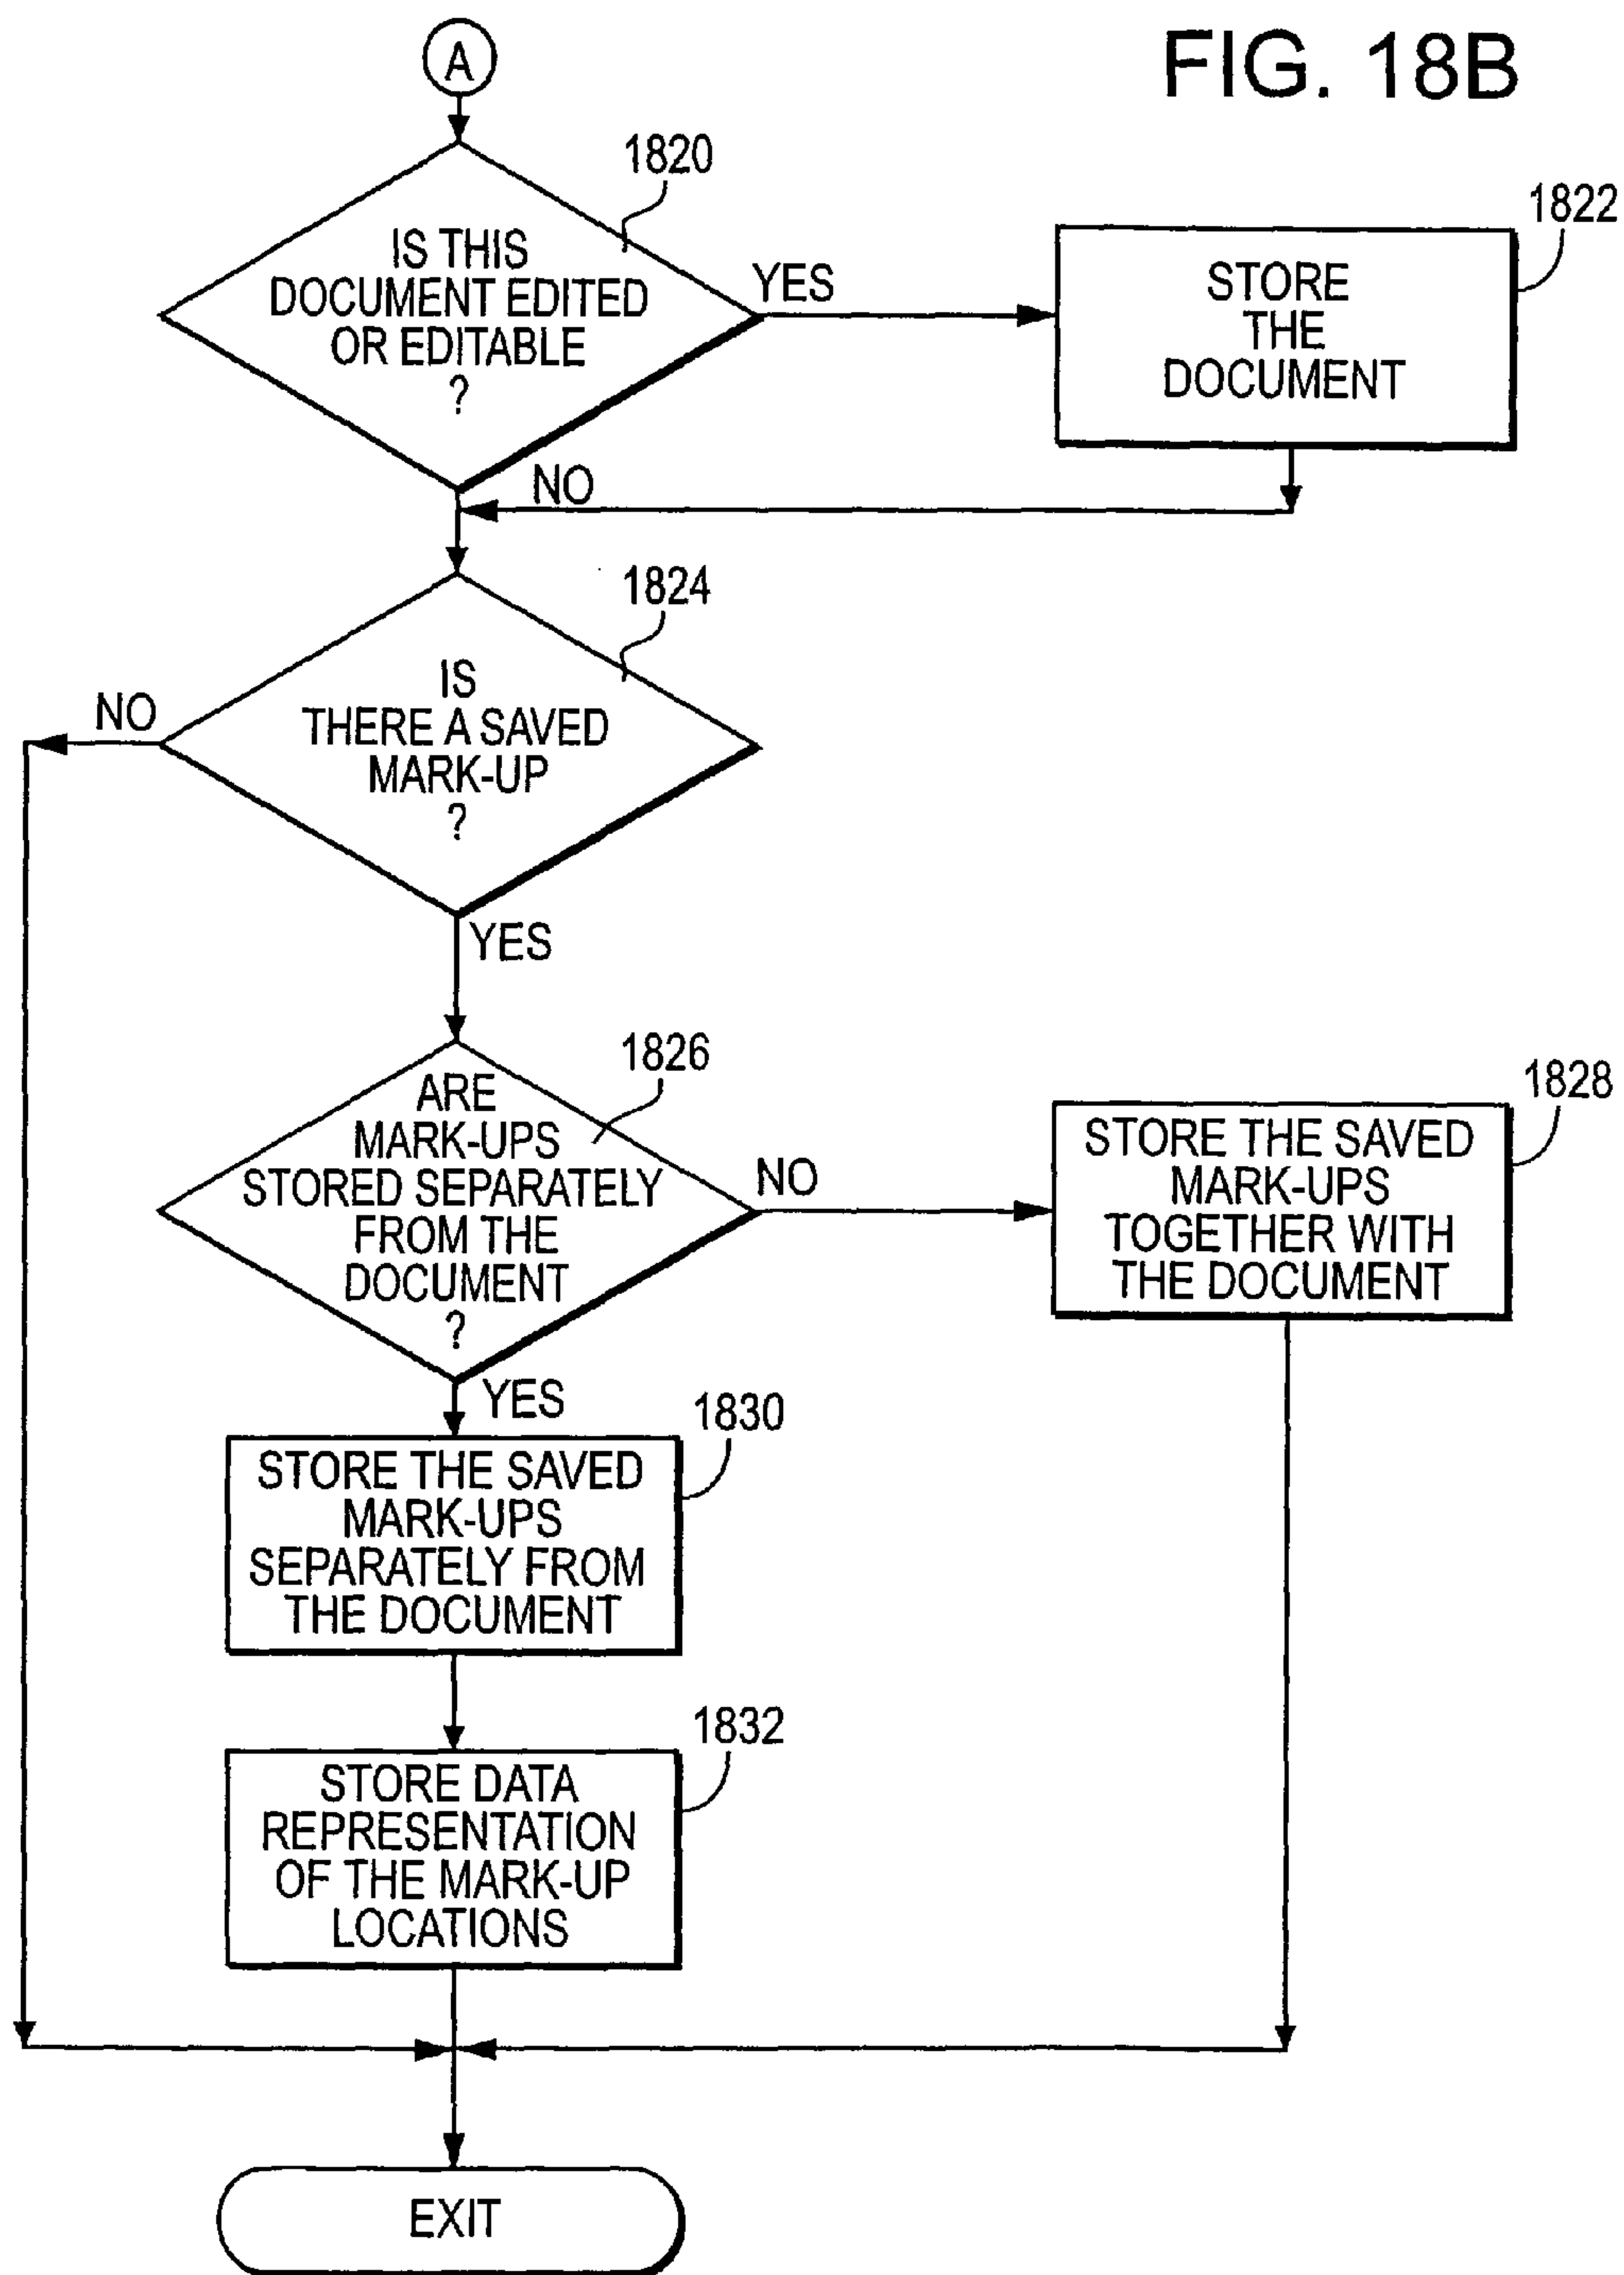 FIG. 18B
A
1820
IS THIS
DOCUMENT EDITED
OR EDITABLE
?
YES
1822
STORE
THE
DOCUMENT
NO
1824
IS
THERE A SAVED
MARK-UP
?
NO
YES
1826
ARE
MARK-UPS
STORED SEPARATELY
FROM THE
DOCUMENT
?
NO
1828
STORE THE SAVED
MARK-UPS
TOGETHER WITH
THE DOCUMENT
YES
1830
STORE THE SAVED
MARK-UPS
SEPARATELY FROM
THE DOCUMENT
1832
STORE DATA
REPRESENTATION
OF THE MARK-UP
LOCATIONS
EXIT